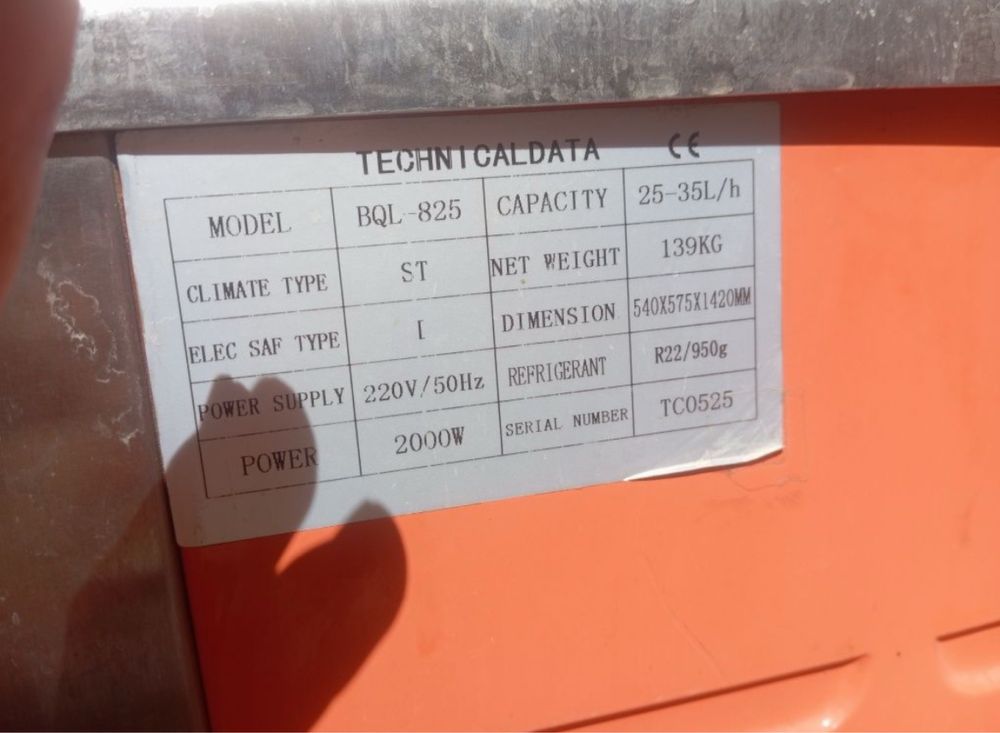 TECHNICALDATA CE
MODEL BQL-825 CAPACITY 25-35L/h
CLIMATE TYPE ST NET WEIGHT 139KG
ELEC SAF TYPE I DIMENSION 540X575X1420MM
POWER SUPPLY 220V/50Hz REFRIGERANT R22/950g
POWER 2000W SERIAL NUMBER TC0525